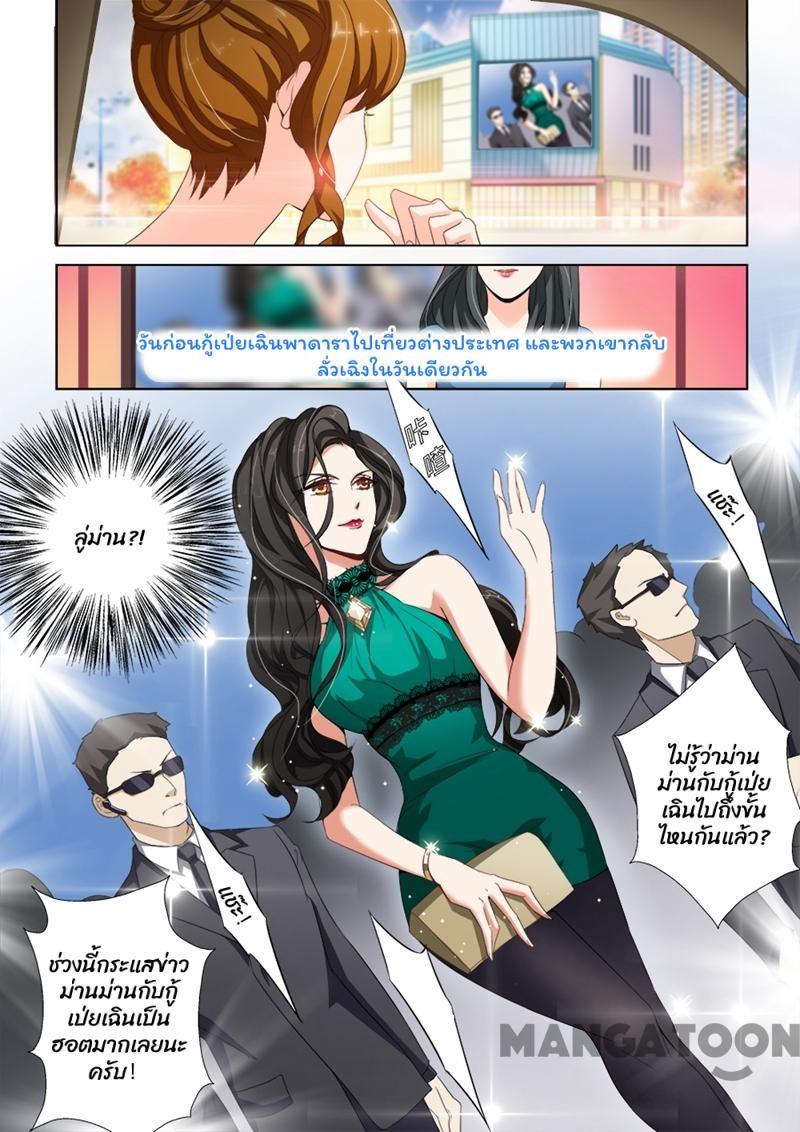 วันก่อนกู้เป่ยเฉินพาดาราไปเที่ยวต่างประเทศ และพวกเขากลับ
ลั่วเฉิงในวันเดียวกัน
咔
嚓
แช๊ะ!
ลู่ม่าน?!
ไม่รู้ว่าม่าน
ม่านกับกู้เป่ย
เฉินไปถึงขั้น
ไหนกันแล้ว?
แช๊ะ!
ช่วงนี้กระแสข่าว
ม่านม่านกับกู้
เป่ยเฉินเป็น
ฮอตมากเลยนะ
ครับ!
MANGATOON